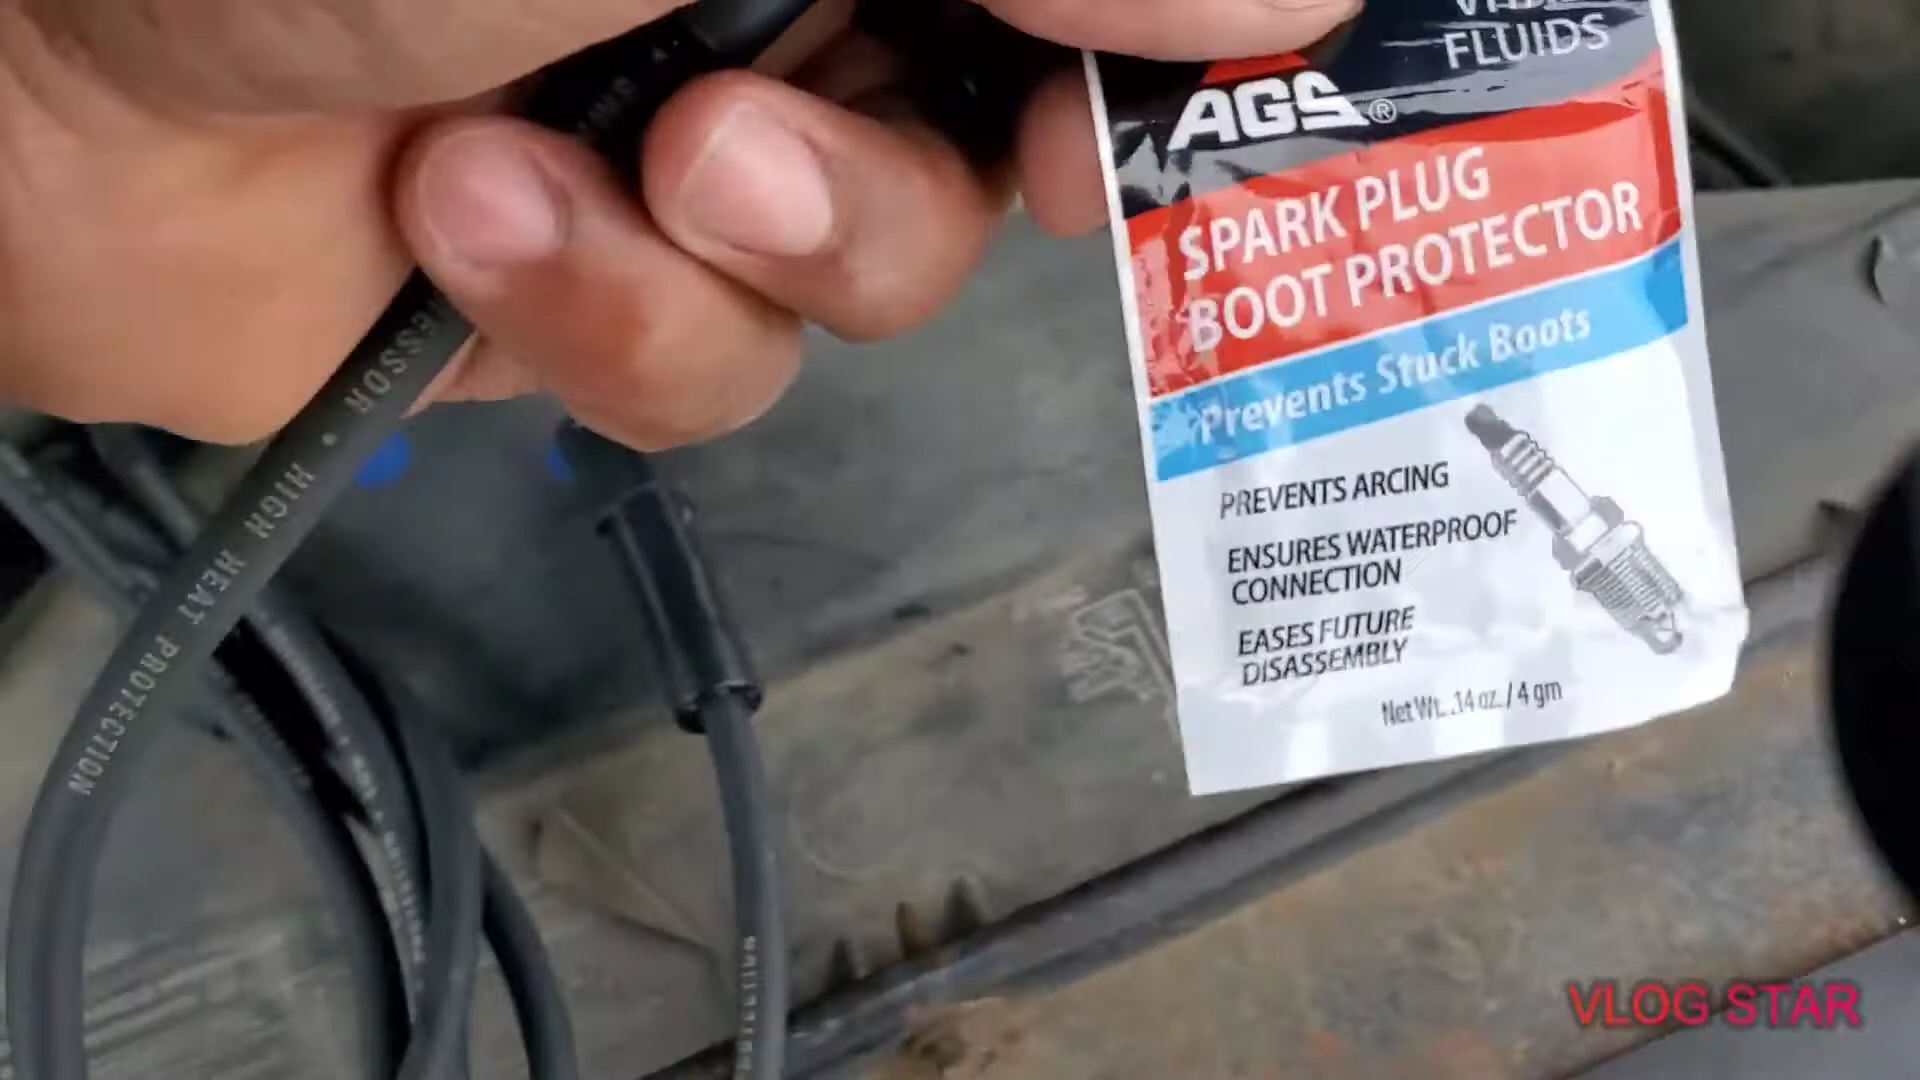 FLUIDS
AGS®
SPARK PLUG
BOOT PROTECTOR
Prevents Stuck Boots
PREVENTS ARCING
ENSURES WATERPROOF
CONNECTION
EASES FUTURE
DISASSEMBLY
Net Wt. .14 oz. / 4 gm
HIGH HEAT PROTECTION
VLOG STAR